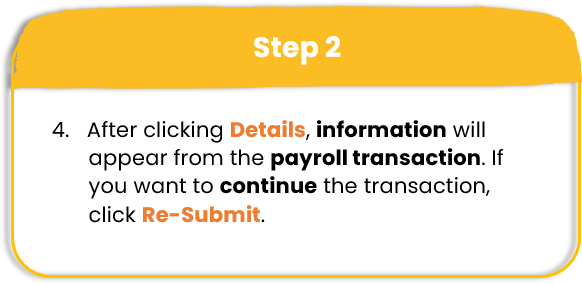 Step 2
4. After clicking Details, information will
appear from the payroll transaction. If
you want to continue the transaction,
click Re-Submit.